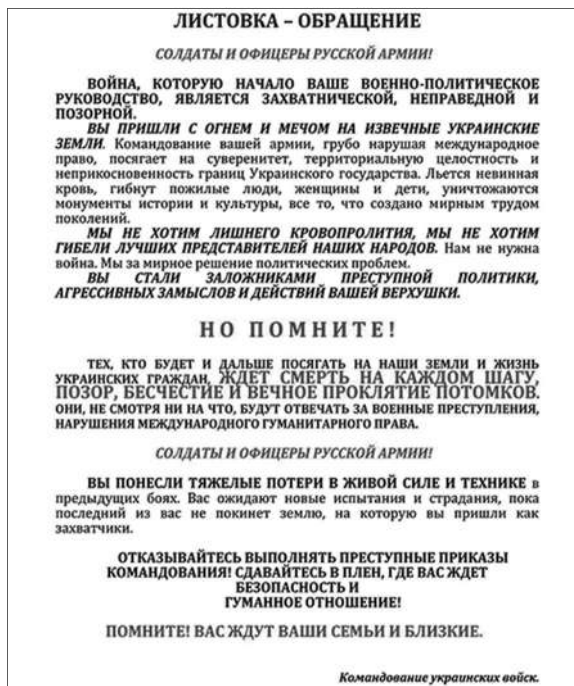 ЛИСТОВКА – ОБРАЩЕНИЕ
СОЛДАТЫ И ОФИЦЕРЫ РУССКОЙ АРМИИ!
ВОЙНА, КОТОРУЮ НАЧАЛО ВАШЕ ВОЕННО-ПОЛИТИЧЕСКОЕ
РУКОВОДСТВО, ЯВЛЯЕТСЯ ЗАХВАТНИЧЕСКОЙ, НЕПРАВЕДНОЙ И
ПОЗОРНОЙ.
ВЫ ПРИШЛИ С ОГНЕМ И МЕЧОМ НА ИЗВЕЧНЫЕ УКРАИНСКИЕ
ЗЕМЛИ. Командование вашей армии, грубо нарушая международное
право, посягает на суверенитет, территориальную целостность и
неприкосновенность границ Украинского государства. Льется невинная
кровь, гибнут пожилые люди, женщины и дети, уничтожаются
монументы истории и культуры, все то, что создано мирным трудом
поколений.
МЫ НЕ ХОТИМ ЛИШНЕГО КРОВОПРОЛИТИЯ, МЫ НЕ ХОТИМ
ГИБЕЛИ ЛУЧШИХ ПРЕДСТАВИТЕЛЕЙ НАШИХ НАРОДОВ. Нам не нужна
война. Мы за мирное решение политических проблем.
ВЫ СТАЛИ ЗАЛОЖНИКАМИ ПРЕСТУПНОЙ ПОЛИТИКИ,
АГРЕССИВНЫХ ЗАМЫСЛОВ И ДЕЙСТВИЙ ВАШЕЙ ВЕРХУШКИ.
НО ПОМНИТЕ!
ТЕХ, КТО БУДЕТ И ДАЛЬШЕ ПОСЯГАТЬ НА НАШИ ЗЕМЛИ И ЖИЗНЬ
УКРАИНСКИХ ГРАЖДАН, ЖДЕТ СМЕРТЬ НА КАЖДОМ ШАГУ,
ПОЗОР, БЕСЧЕСТИЕ И ВЕЧНОЕ ПРОКЛЯТИЕ ПОТОМКОВ.
ОНИ, НЕ СМОТРЯ НИ НА ЧТО, БУДУТ ОТВЕЧАТЬ ЗА ВОЕННЫЕ ПРЕСТУПЛЕНИЯ,
НАРУШЕНИЯ МЕЖДУНАРОДНОГО ГУМАНИТАРНОГО ПРАВА.
СОЛДАТЫ И ОФИЦЕРЫ РУССКОЙ АРМИИ!
ВЫ ПОНЕСЛИ ТЯЖЕЛЫЕ ПОТЕРИ В ЖИВОЙ СИЛЕ И ТЕХНИКЕ в
предыдущих боях. Вас ожидают новые испытания и страдания, пока
последний из вас не покинет землю, на которую вы пришли как
захватчики.
ОТКАЗЫВАЙТЕСЬ ВЫПОЛНЯТЬ ПРЕСТУПНЫЕ ПРИКАЗЫ
КОМАНДОВАНИЯ! СДАВАЙТЕСЬ В ПЛЕН, ГДЕ ВАС ЖДЕТ
БЕЗОПАСНОСТЬ И
ГУМАННОЕ ОТНОШЕНИЕ!
ПОМНИТЕ! ВАС ЖДУТ ВАШИ СЕМЬИ И БЛИЗКИЕ.
Командование украинских войск.